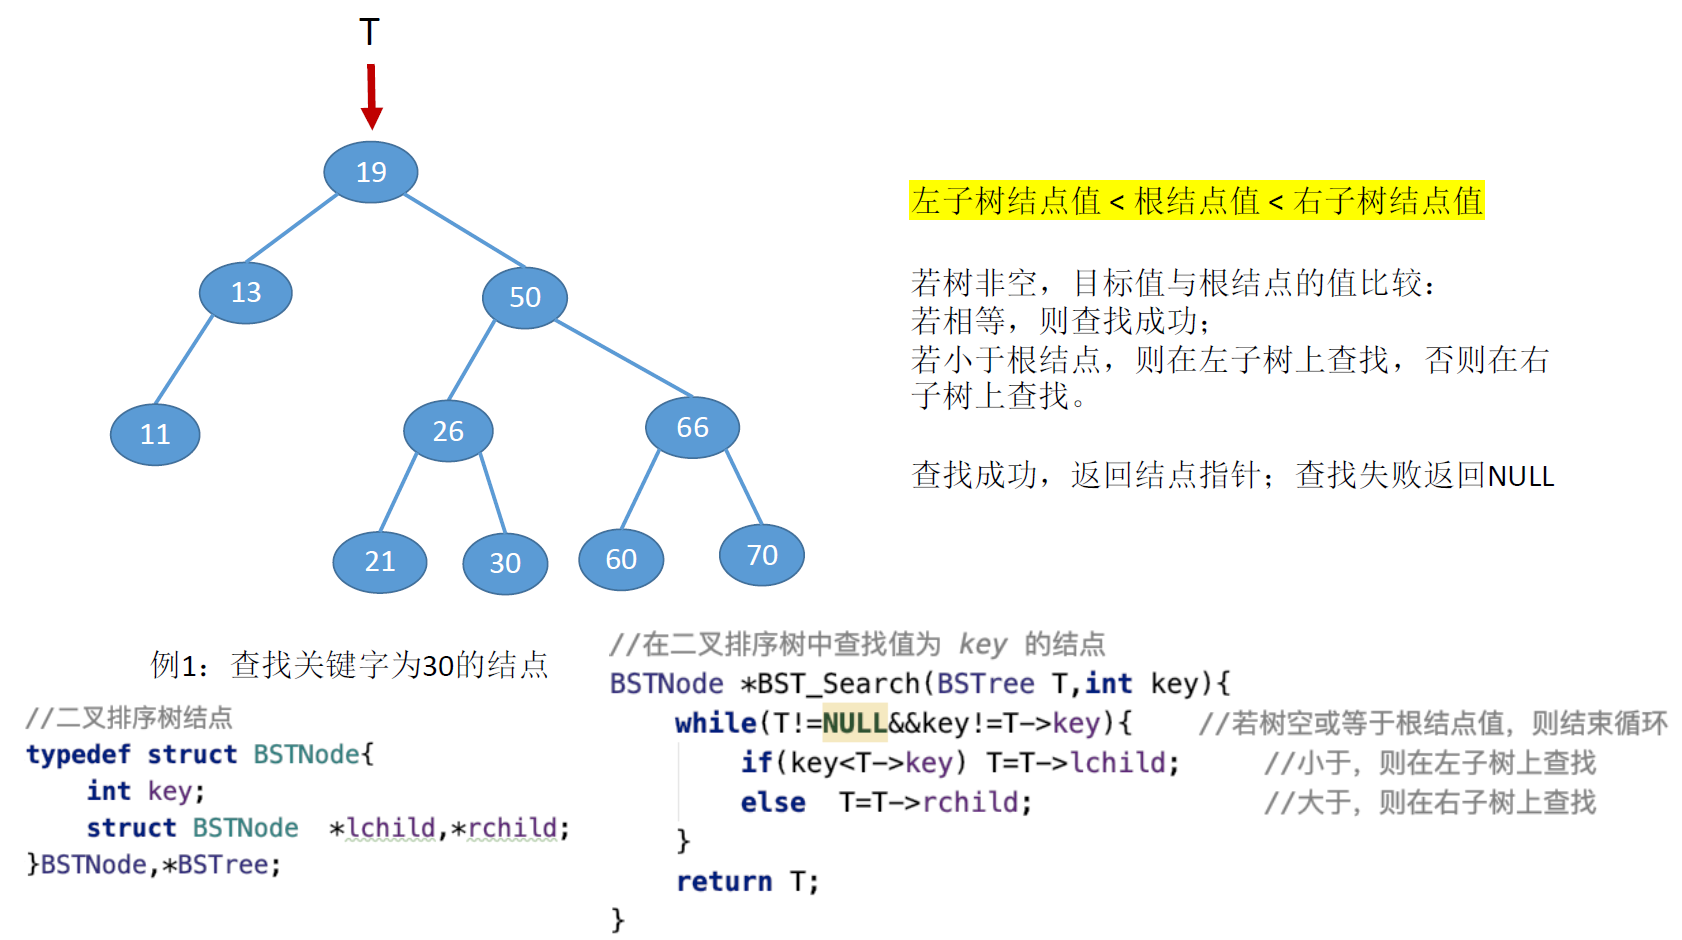 T
19
13
50
11
26
66
21
30
60
70
左子树结点值 < 根结点值 < 右子树结点值
若树非空，目标值与根结点的值比较：
若相等，则查找成功；
若小于根结点，则在左子树上查找，否则在右
子树上查找。
查找成功，返回结点指针；查找失败返回NULL
例1：查找关键字为30的结点
//二叉排序树结点
typedef struct BSTNode{
    int key;
    struct BSTNode  *lchild,*rchild;
}BSTNode,*BSTree;
//在二叉排序树中查找值为 key 的结点
BSTNode *BST_Search(BSTree T,int key){
    while(T!=NULL&&key!=T->key){    //若树空或等于根结点值，则结束循环
        if(key<T->key) T=T->lchild;     //小于，则在左子树上查找
        else  T=T->rchild;              //大于，则在右子树上查找
    }
    return T;
}